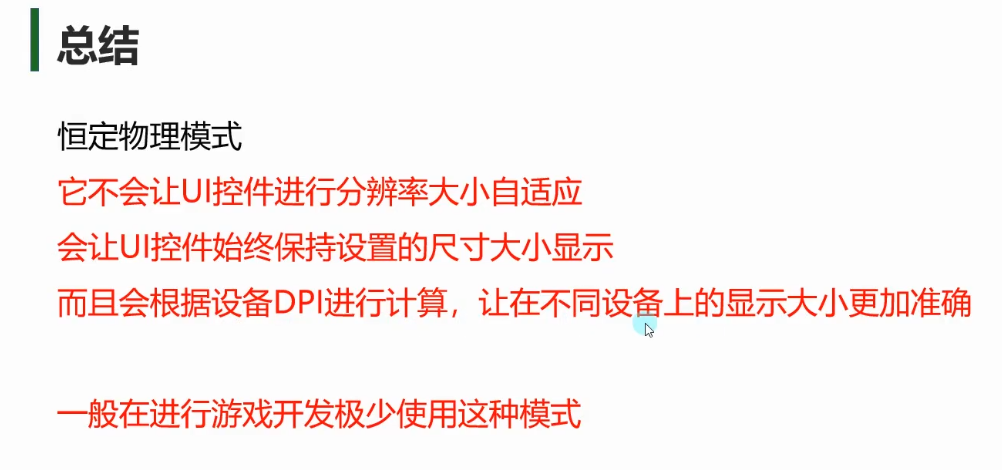 总结
恒定物理模式
它不会让UI控件进行分辨率大小自适应
会让UI控件始终保持设置的尺寸大小显示
而且会根据设备DPI进行计算，让在不同设备上的显示大小更加准确
一般在进行游戏开发极少使用这种模式